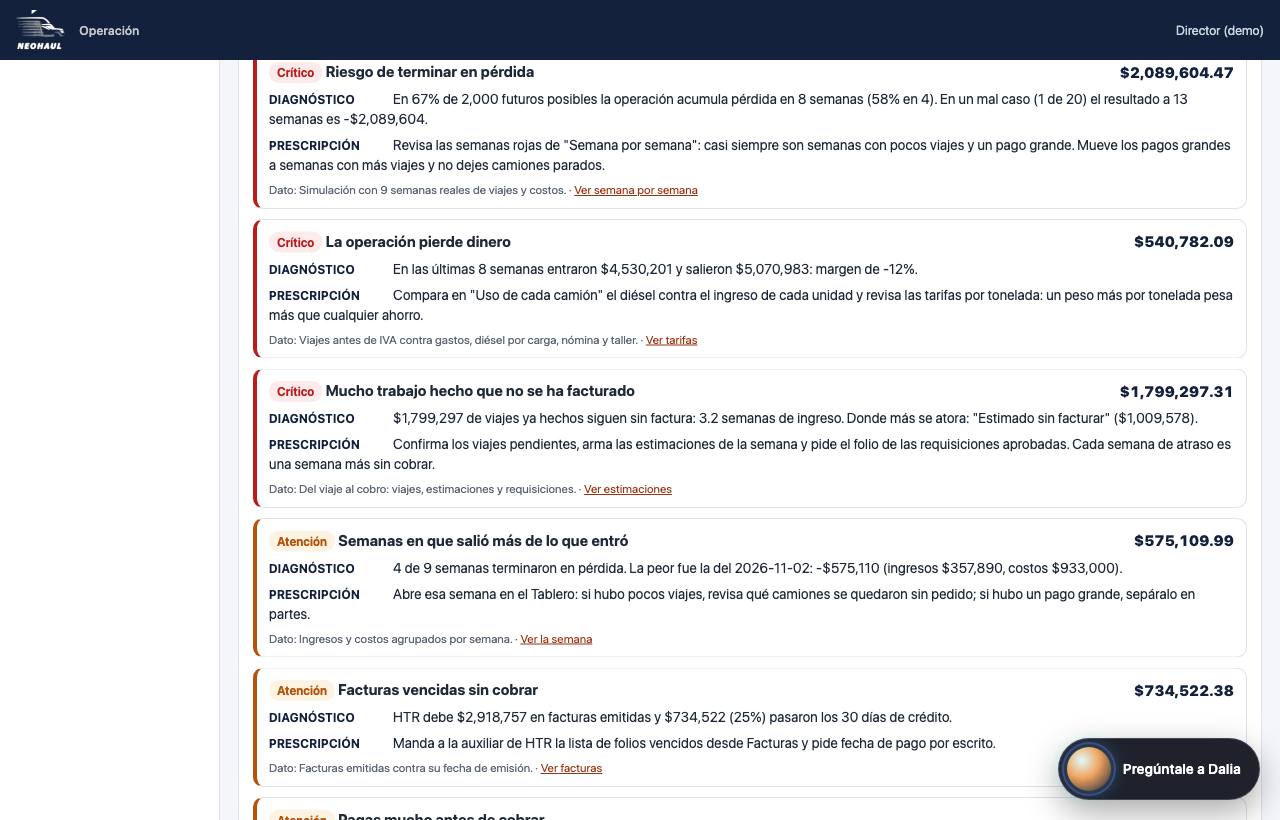 NEOHAUL
Operación
Director (demo)
Crítico Riesgo de terminar en pérdida $2,089,604.47
DIAGNÓSTICO En 67% de 2,000 futuros posibles la operación acumula pérdida en 8 semanas (58% en 4). En un mal caso (1 de 20) el resultado a 13
semanas es -$2,089,604.
PRESCRIPCIÓN Revisa las semanas rojas de "Semana por semana": casi siempre son semanas con pocos viajes y un pago grande. Mueve los pagos grandes
a semanas con más viajes y no dejes camiones parados.
Dato: Simulación con 9 semanas reales de viajes y costos. · Ver semana por semana
Crítico La operación pierde dinero $540,782.09
DIAGNÓSTICO En las últimas 8 semanas entraron $4,530,201 y salieron $5,070,983: margen de -12%.
PRESCRIPCIÓN Compara en "Uso de cada camión" el diésel contra el ingreso de cada unidad y revisa las tarifas por tonelada: un peso más por tonelada pesa
más que cualquier ahorro.
Dato: Viajes antes de IVA contra gastos, diésel por carga, nómina y taller. · Ver tarifas
Crítico Mucho trabajo hecho que no se ha facturado $1,799,297.31
DIAGNÓSTICO $1,799,297 de viajes ya hechos siguen sin factura: 3.2 semanas de ingreso. Donde más se atora: "Estimado sin facturar" ($1,009,578).
PRESCRIPCIÓN Confirma los viajes pendientes, arma las estimaciones de la semana y pide el folio de las requisiciones aprobadas. Cada semana de atraso es
una semana más sin cobrar.
Dato: Del viaje al cobro: viajes, estimaciones y requisiciones. · Ver estimaciones
Atención Semanas en que salió más de lo que entró $575,109.99
DIAGNÓSTICO 4 de 9 semanas terminaron en pérdida. La peor fue la del 2026-11-02: -$575,110 (ingresos $357,890, costos $933,000).
PRESCRIPCIÓN Abre esa semana en el Tablero: si hubo pocos viajes, revisa qué camiones se quedaron sin pedido; si hubo un pago grande, sepáralo en
partes.
Dato: Ingresos y costos agrupados por semana. · Ver la semana
Atención Facturas vencidas sin cobrar $734,522.38
DIAGNÓSTICO HTR debe $2,918,757 en facturas emitidas y $734,522 (25%) pasaron los 30 días de crédito.
PRESCRIPCIÓN Manda a la auxiliar de HTR la lista de folios vencidos desde Facturas y pide fecha de pago por escrito.
Dato: Facturas emitidas contra su fecha de emisión. · Ver facturas
Pregúntale a Dalia
Atención Pagas mucho antes de cobrar